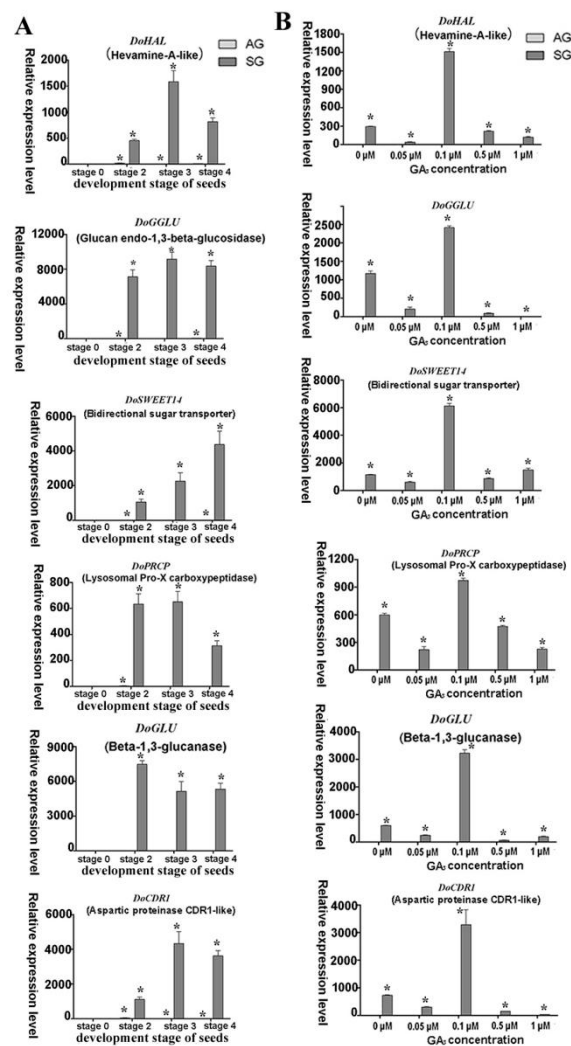 A
AG
SG
DoHAL
(Hevamine-A-like)
Relative expression level
2000
1500
1000
500
0
*
*
*
*
*
*
stage 0 stage 2 stage 3 stage 4
development stage of seeds
DoGGLU
(Glucan endo-1,3-beta-glucosidase)
Relative expression level
12000
8000
4000
0
*
*
*
*
*
stage 0 stage 2 stage 3 stage 4
development stage of seeds
DoSWEET14
(Bidirectional sugar transporter)
Relative expression level
6000
4000
2000
0
*
*
*
*
*
stage 0 stage 2 stage 3 stage 4
development stage of seeds
DoPRCP
(Lysosomal Pro-X carboxypeptidase)
Relative expression level
800
600
400
200
0
*
*
*
*
stage 0 stage 2 stage 3 stage 4
development stage of seeds
DoGLU
(Beta-1,3-glucanase)
Relative expression level
9000
6000
3000
0
*
*
*
stage 0 stage 2 stage 3 stage 4
development stage of seeds
DoCDR1
(Aspartic proteinase CDR1-like)
Relative expression level
6000
4000
2000
0
*
*
*
*
*
*
stage 0 stage 2 stage 3 stage 4
development stage of seeds
B
AG
SG
DoHAL
(Hevamine-A-like)
Relative expression level
1800
1500
1200
900
600
300
0
*
*
*
*
*
0 μM 0.05 μM 0.1 μM 0.5 μM 1 μM
GA₃ concentration
DoGGLU
Relative expression level
2500
2000
1500
1000
500
0
*
*
*
*
*
0 μM 0.05 μM 0.1 μM 0.5 μM 1 μM
GA₃ concentration
DoSWEET14
(Bidirectional sugar transporter)
Relative expression level
8000
6000
4000
2000
0
*
*
*
*
*
0 μM 0.05 μM 0.1 μM 0.5 μM 1 μM
GA₃ concentration
DoPRCP
(Lysosomal Pro-X carboxypeptidase)
Relative expression level
1200
900
600
300
0
*
*
*
*
*
0 μM 0.05 μM 0.1 μM 0.5 μM 1 μM
GA₃ concentration
DoGLU
(Beta-1,3-glucanase)
Relative expression level
4000
3000
2000
1000
0
*
*
*
*
*
0 μM 0.05 μM 0.1 μM 0.5 μM 1 μM
GA₃ concentration
DoCDR1
(Aspartic proteinase CDR1-like)
Relative expression level
4000
3000
2000
1000
0
*
*
*
*
*
0 μM 0.05 μM 0.1 μM 0.5 μM 1 μM
GA₃ concentration